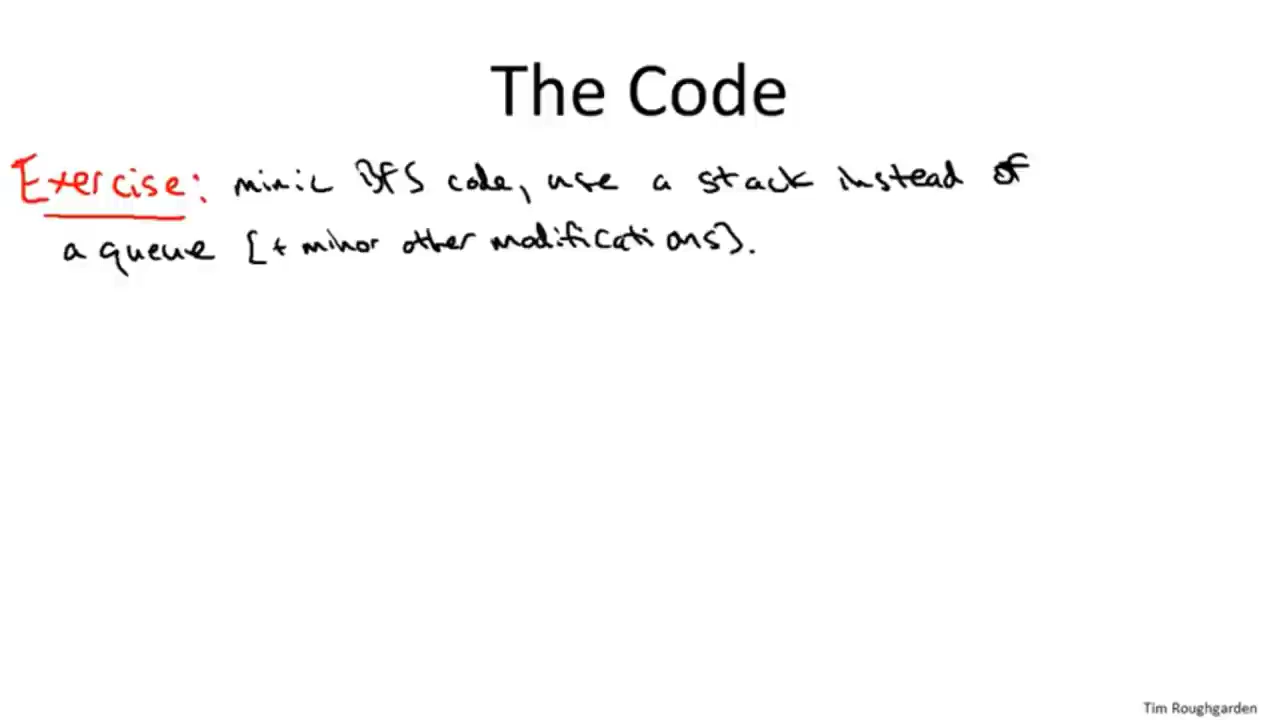 The Code
Exercise: mimic BFS code, use a stack instead of
a queue [+ minor other modifications].
Tim Roughgarden